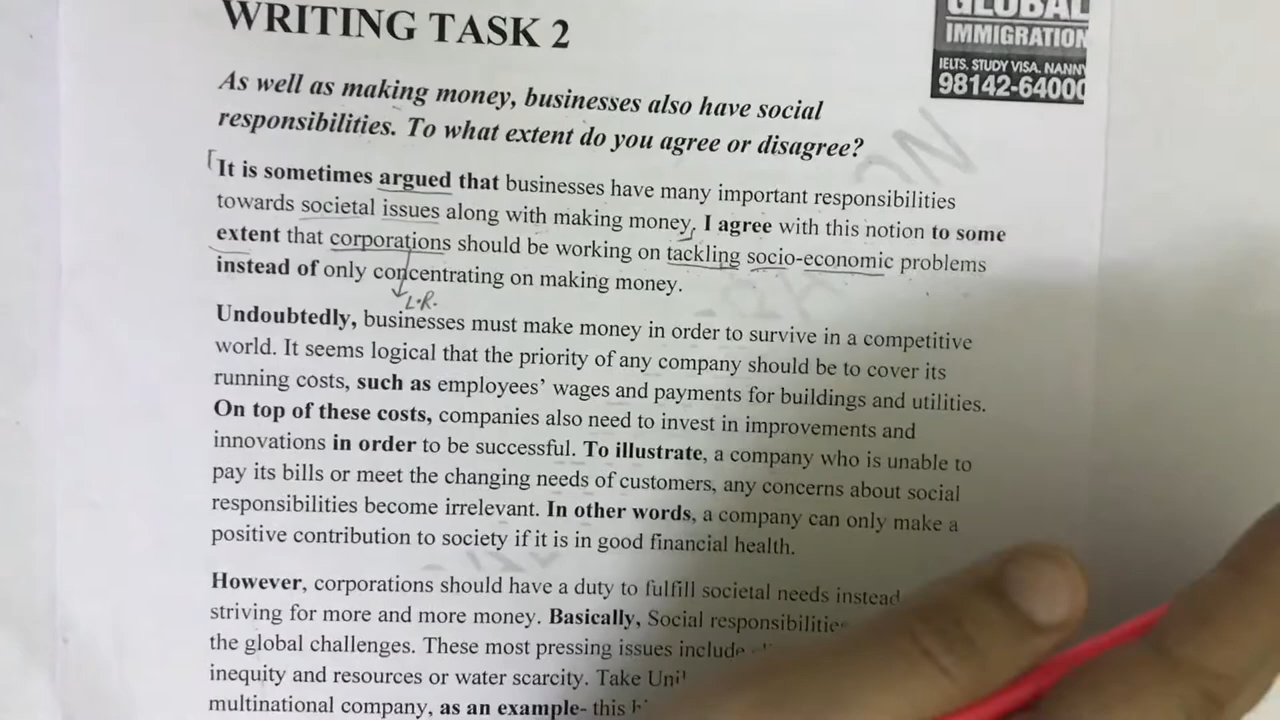 WRITING TASK 2
GLOBAL
IMMIGRATION
IELTS, STUDY VISA, NANNY
98142-6400
As well as making money, businesses also have social
responsibilities. To what extent do you agree or disagree?
It is sometimes argued that businesses have many important responsibilities
towards societal issues along with making money, I agree with this notion to some
extent that corporations should be working on tackling socio-economic problems
instead of only concentrating on making money.
L.R.
Undoubtedly, businesses must make money in order to survive in a competitive
world. It seems logical that the priority of any company should be to cover its
running costs, such as employees' wages and payments for buildings and utilities.
On top of these costs, companies also need to invest in improvements and
innovations in order to be successful. To illustrate, a company who is unable to
pay its bills or meet the changing needs of customers, any concerns about social
responsibilities become irrelevant. In other words, a company can only make a
positive contribution to society if it is in good financial health.
However, corporations should have a duty to fulfill societal needs instead
striving for more and more money. Basically, Social
the global challenges. These most pressing issues include
inequity and resources or water scarcity. Take
multinational company, as an example- this